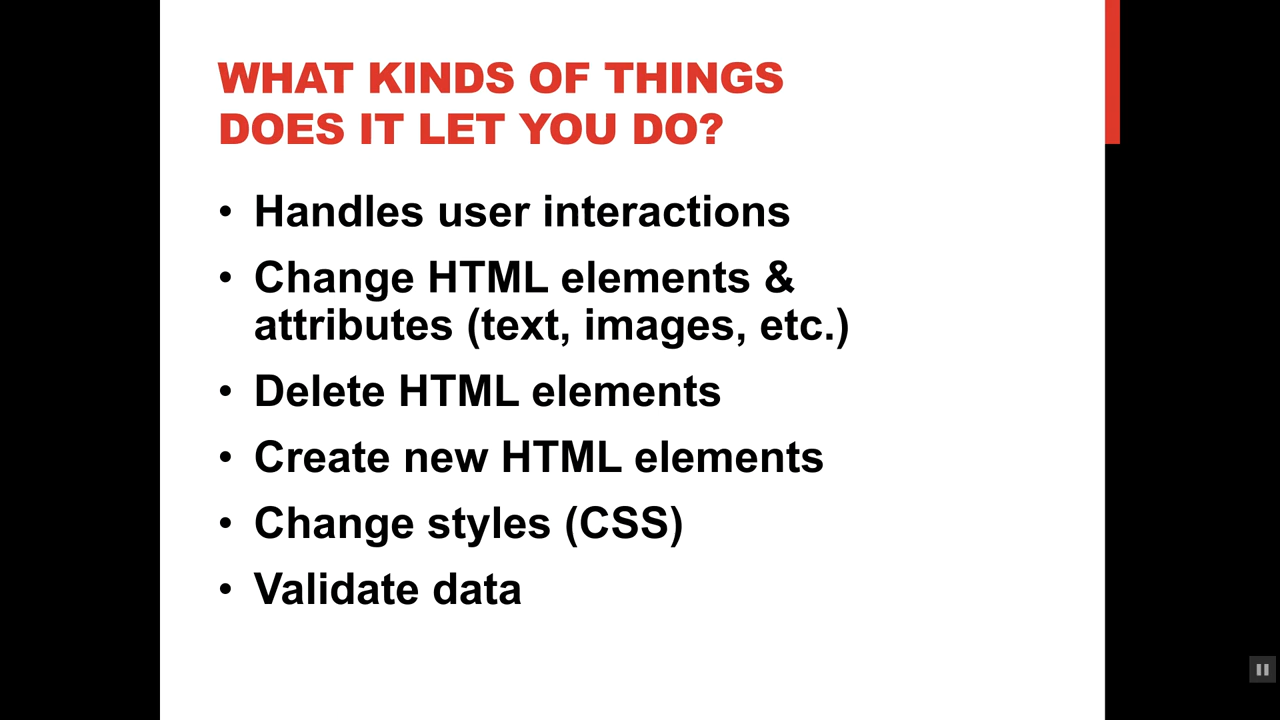 WHAT KINDS OF THINGS
DOES IT LET YOU DO?
• Handles user interactions
• Change HTML elements &
attributes (text, images, etc.)
• Delete HTML elements
• Create new HTML elements
• Change styles (CSS)
• Validate data